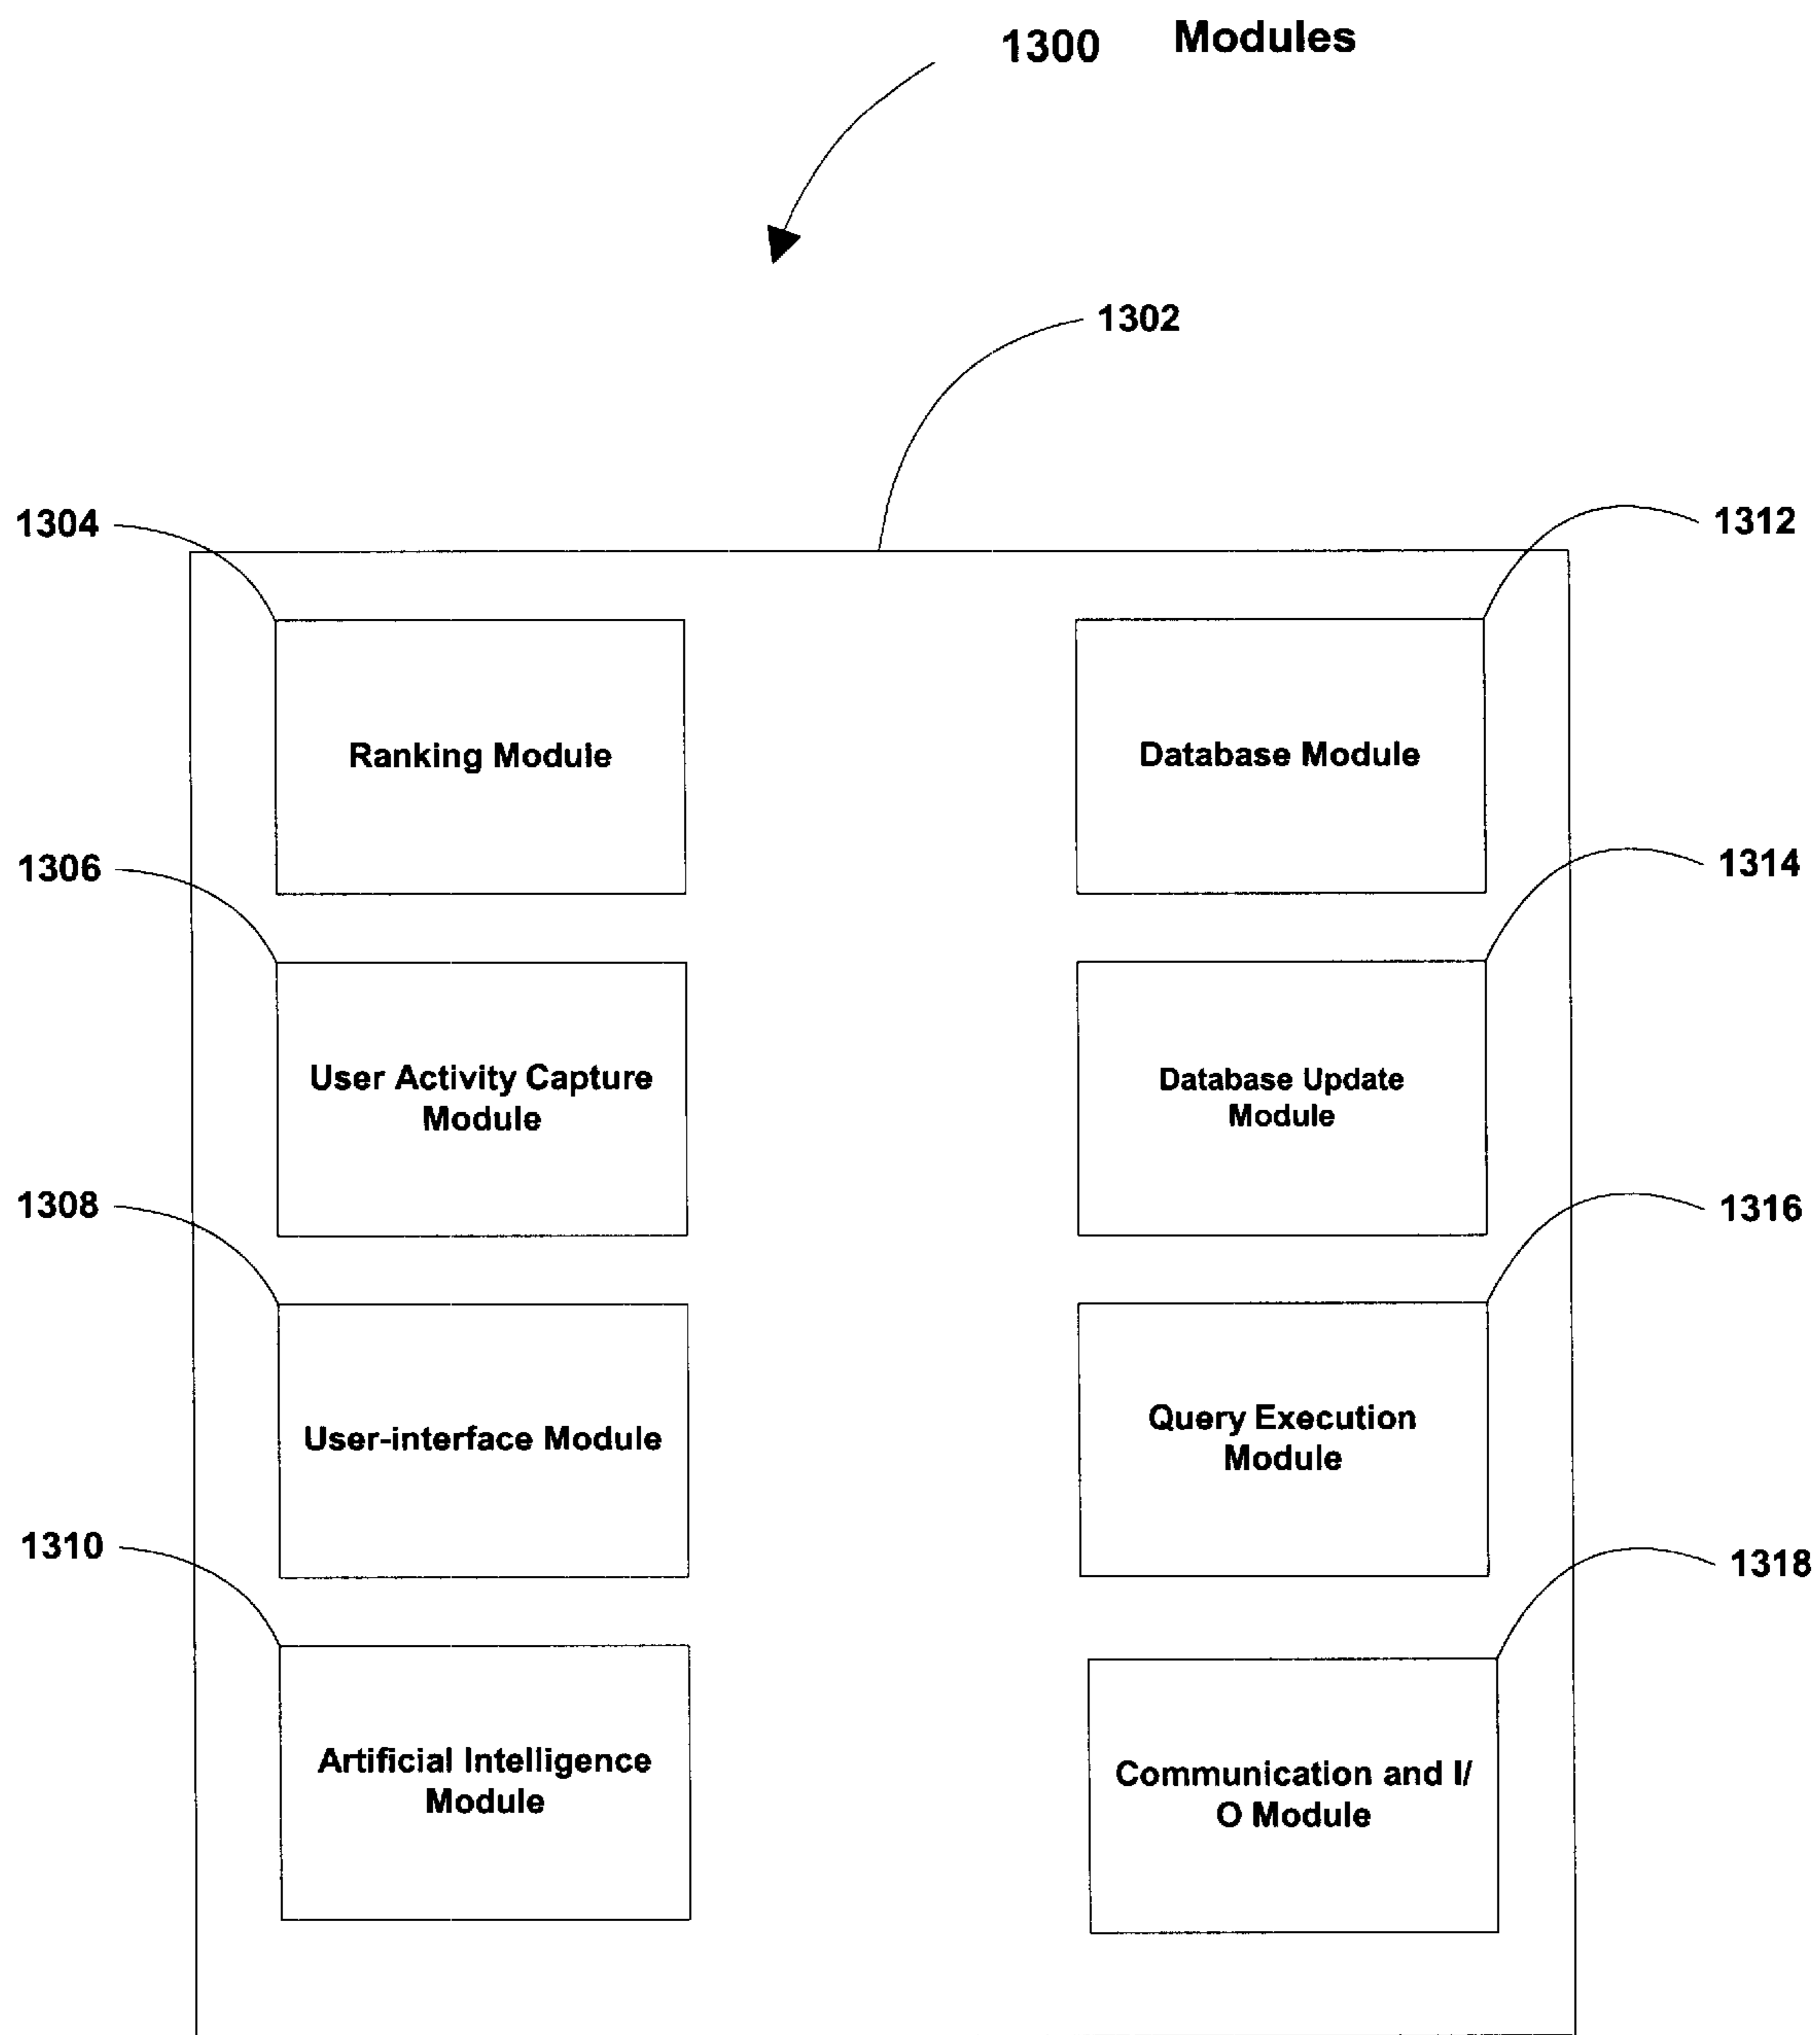 1300 Modules
1302
1304
1312
Ranking Module
Database Module
1306
1314
User Activity Capture
Module
Database Update
Module
1308
1316
User-interface Module
Query Execution
Module
1310
1318
Artificial Intelligence
Module
Communication and I/
O Module